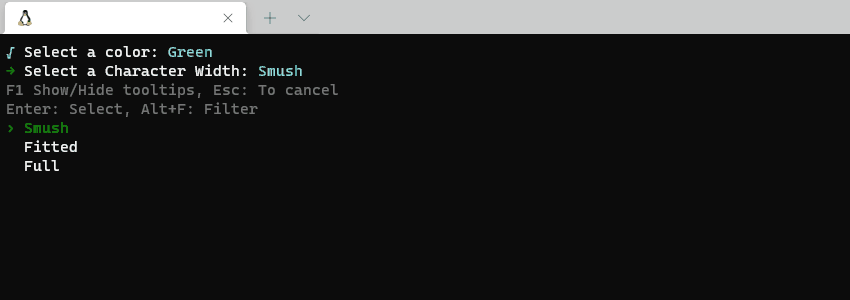 √ Select a color: Green
→ Select a Character Width: Smush
F1 Show/Hide tooltips, Esc: To cancel
Enter: Select, Alt+F: Filter
› Smush
Fitted
Full